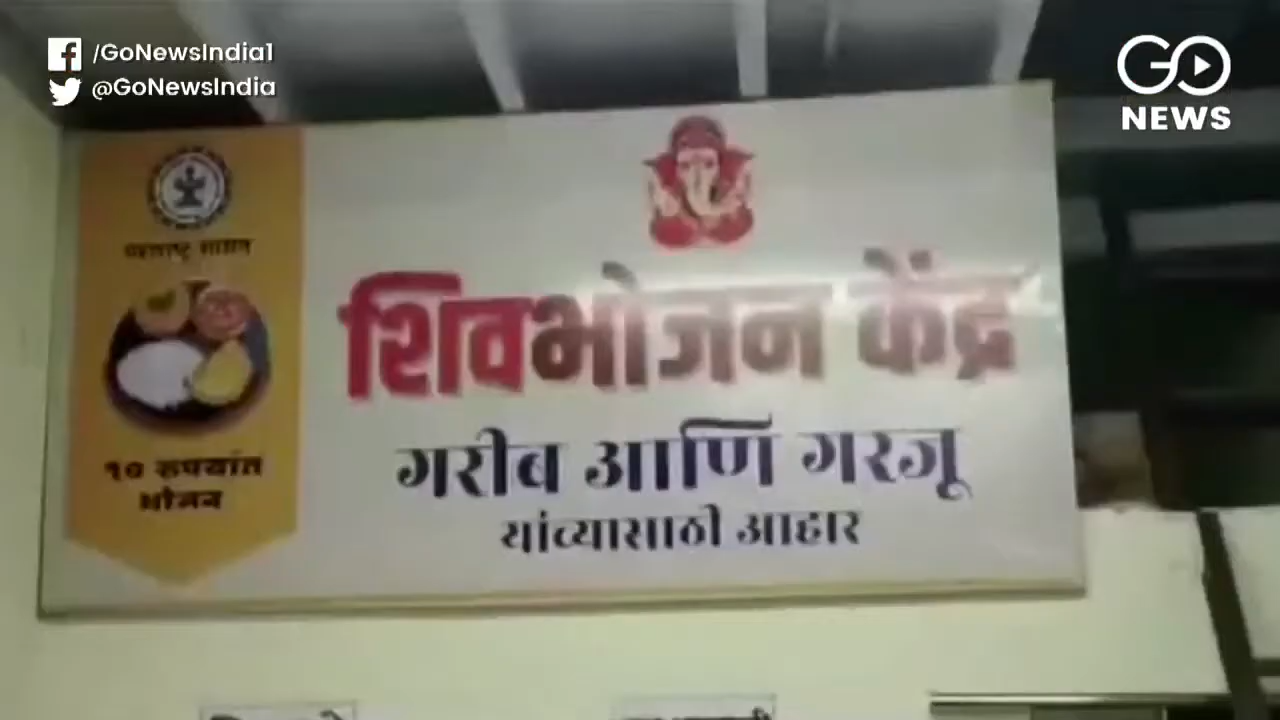 /GoNewsIndia1
@GoNewsIndia
GO
NEWS
महाराष्ट्र शासन
१० रुपयांत
भोजन
शिवभोजन केंद्र
गरीब आणि गरजू
यांच्यासाठी आहार